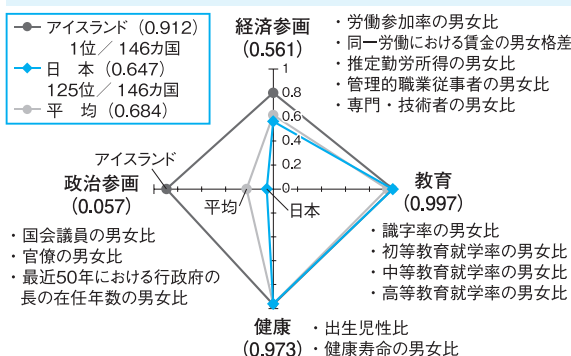 アイスランド (0.912)
1位／146カ国
日　本 (0.647)
125位／146カ国
平　均 (0.684)
経済参画
(0.561)
・労働参加率の男女比
・同一労働における賃金の男女格差
・推定勤労所得の男女比
・管理的職業従事者の男女比
・専門・技術者の男女比
1
0.8
0.6
0.4
0.2
0
アイスランド
平均
日本
政治参画
(0.057)
・国会議員の男女比
・官僚の男女比
・最近50年における行政府の
長の在任年数の男女比
教育
(0.997)
・識字率の男女比
・初等教育就学率の男女比
・中等教育就学率の男女比
・高等教育就学率の男女比
健康
(0.973)
・出生児性比
・健康寿命の男女比